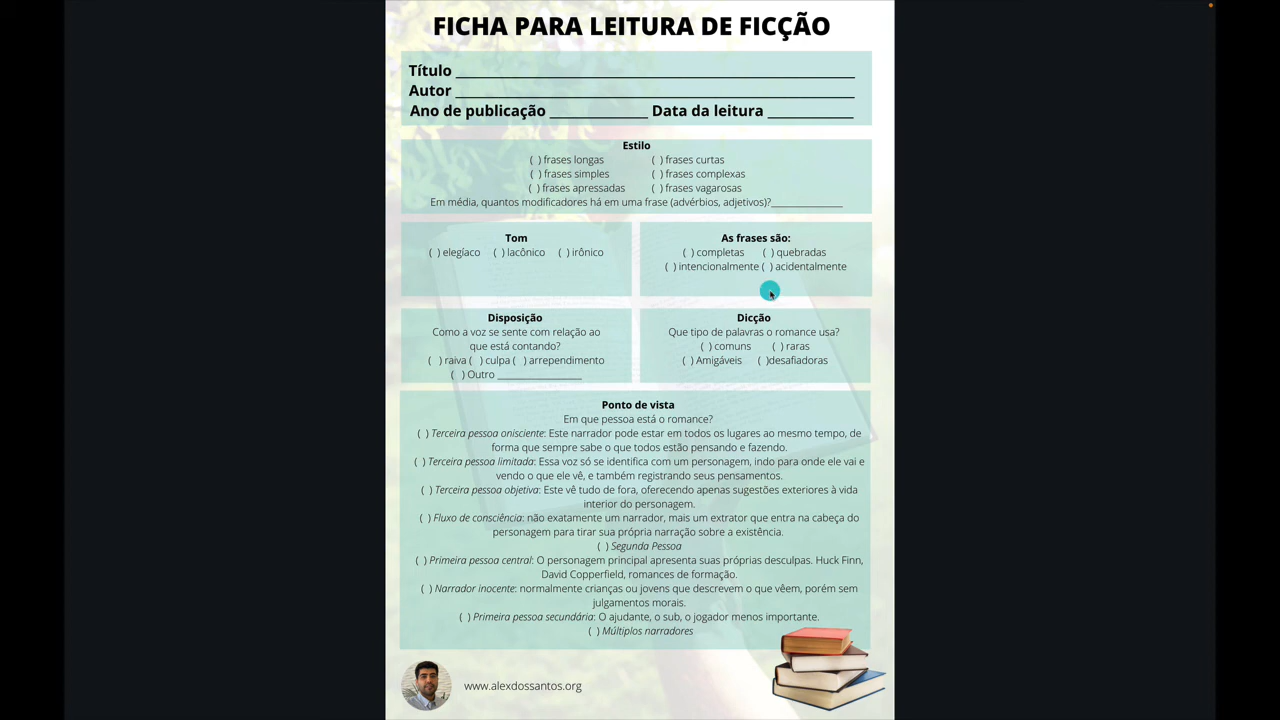 FICHA PARA LEITURA DE FICÇÃO
Título ___________________________________________
Autor ___________________________________________
Ano de publicação ____________ Data da leitura ___________
Estilo
( ) frases longas ( ) frases curtas
( ) frases simples ( ) frases complexas
( ) frases apressadas ( ) frases vagarosas
Em média, quantos modificadores há em uma frase (advérbios, adjetivos)?_______________
Tom
( ) elegíaco ( ) lacônico ( ) irônico
As frases são:
( ) completas ( ) quebradas
( ) intencionalmente ( ) acidentalmente
Disposição
Como a voz se sente com relação ao
que está contando?
( ) raiva ( ) culpa ( ) arrependimento
( ) Outro _________________
Dicção
Que tipo de palavras o romance usa?
( ) comuns ( ) raras
( ) Amigáveis ( )desafiadoras
Ponto de vista
Em que pessoa está o romance?
( ) Terceira pessoa onisciente: Este narrador pode estar em todos os lugares ao mesmo tempo, de
forma que sempre sabe o que todos estão pensando e fazendo.
( ) Terceira pessoa limitada: Essa voz só se identifica com um personagem, indo para onde ele vai e
vendo o que ele vê, e também registrando seus pensamentos.
( ) Terceira pessoa objetiva: Este vê tudo de fora, oferecendo apenas sugestões exteriores à vida
interior do personagem.
( ) Fluxo de consciência: não exatamente um narrador, mais um extrator que entra na cabeça do
personagem para tirar sua própria narração sobre a existência.
( ) Segunda Pessoa
( ) Primeira pessoa central: O personagem principal apresenta suas próprias desculpas. Huck Finn,
David Copperfield, romances de formação.
( ) Narrador inocente: normalmente crianças ou jovens que descrevem o que vêem, porém sem
julgamentos morais.
( ) Primeira pessoa secundária: O ajudante, o sub, o jogador menos importante.
( ) Múltiplos narradores
www.alexdossantos.org